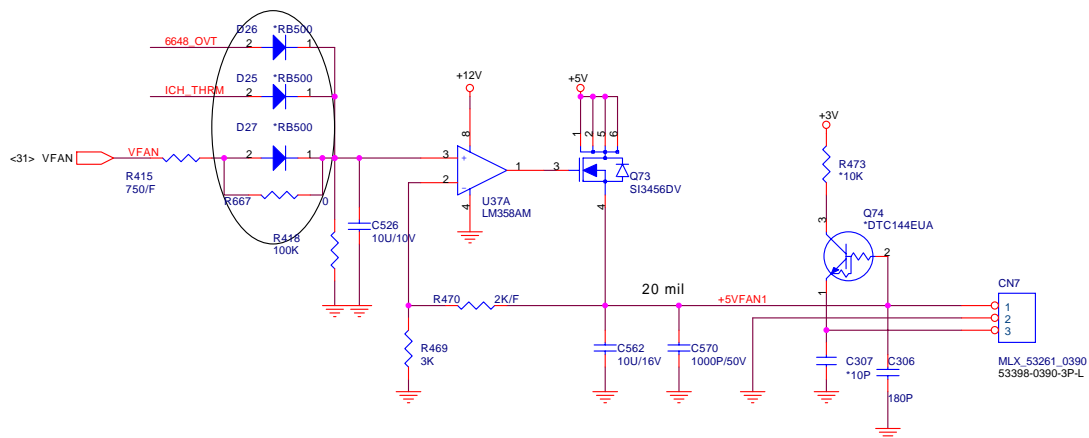 D26 *RB500
6648_OVT 2 1
D25 *RB500
ICH_THRM 2 1
D27 *RB500
<31> VFAN VFAN 2 1
R415
750/F
R667 0
R418
100K
C526
10U/10V
+12V
8
3 +
1
2 -
4
U37A
LM358AM
+5V
1 2 5 6
3
Q73
SI3456DV
4
+3V
R473
*10K
3
Q74
*DTC144EUA
2
1
20 mil
+5VFAN1
R470 2K/F
R469
3K
C562
10U/16V
C570
1000P/50V
C307
*10P
C306
180P
CN7
1
2
3
MLX_53261_0390
53398-0390-3P-L